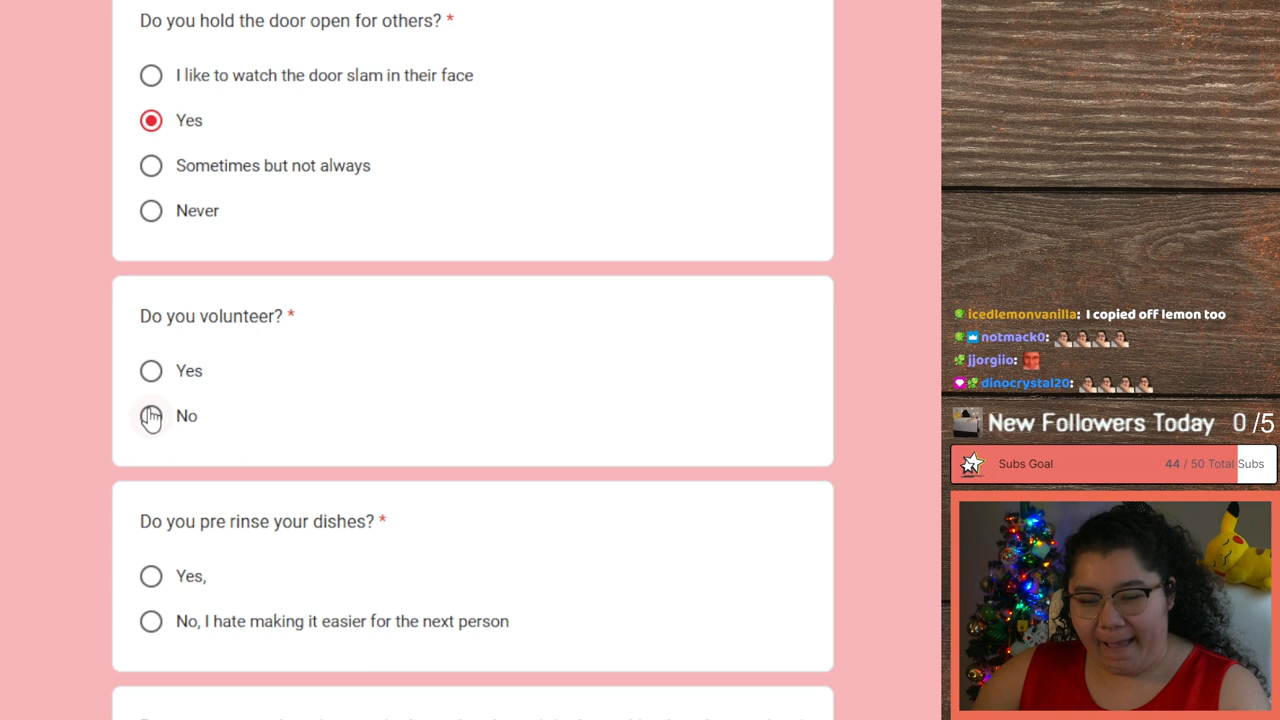 Do you hold the door open for others? *
I like to watch the door slam in their face
Yes
Sometimes but not always
Never
Do you volunteer? *
Yes
No
Do you pre rinse your dishes? *
Yes,
No, I hate making it easier for the next person
icedlemonvanilla: I copied off lemon too
notmack0:
jjorgiio:
dinocrystal20:
New Followers Today 0 /5
Subs Goal 44 / 50 Total Subs